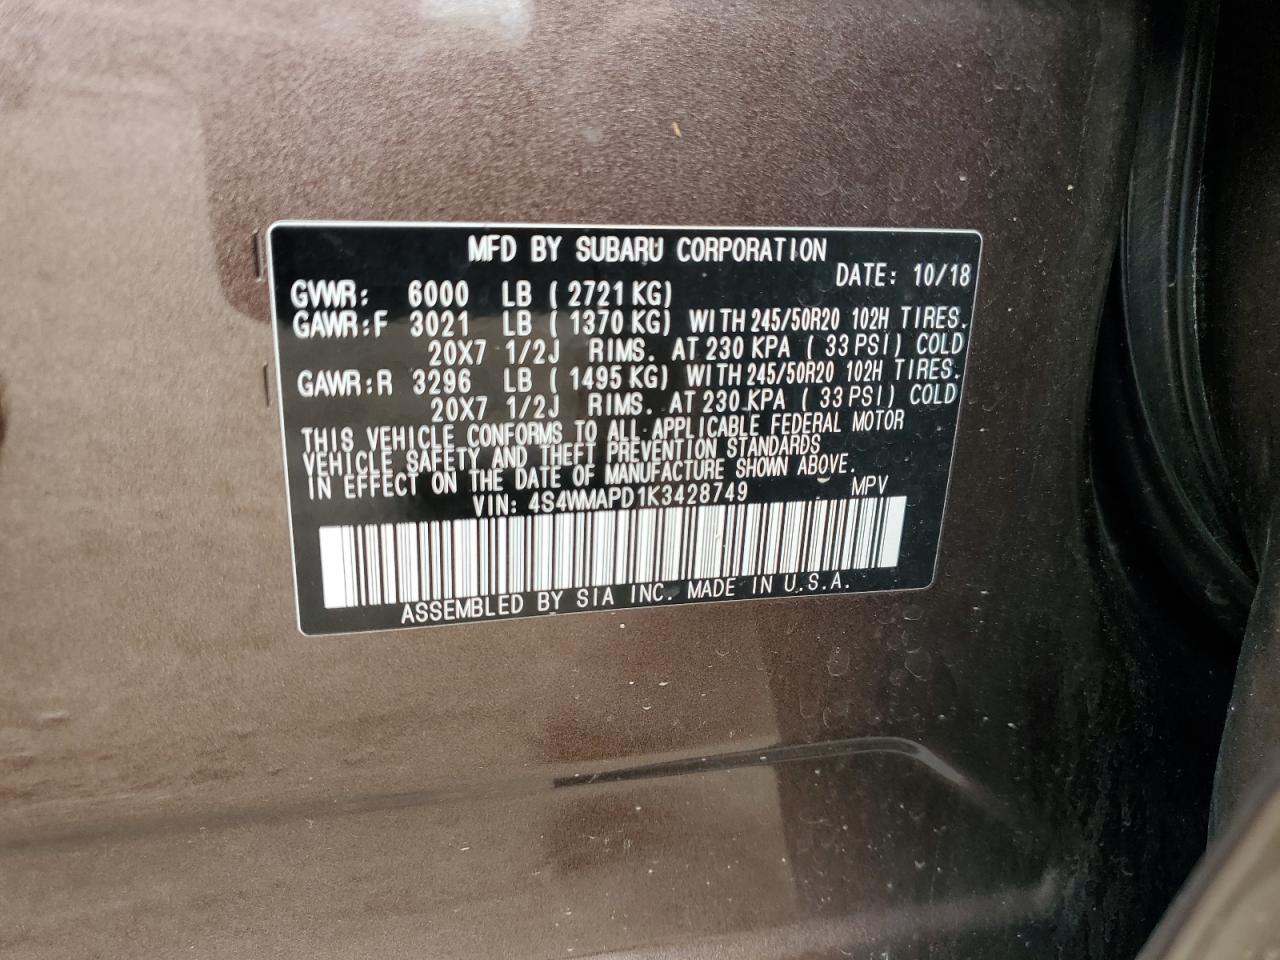 MFD BY SUBARU CORPORATION
DATE: 10/18
GVWR: 6000 LB ( 2721 KG)
GAWR:F 3021 LB ( 1370 KG) WITH 245/50R20 102H TIRES.
20X7 1/2J RIMS. AT 230 KPA ( 33 PSI) COLD
GAWR:R 3296 LB ( 1495 KG) WITH 245/50R20 102H TIRES.
20X7 1/2J RIMS. AT 230 KPA ( 33 PSI) COLD
THIS VEHICLE CONFORMS TO ALL APPLICABLE FEDERAL MOTOR
VEHICLE SAFETY AND THEFT PREVENTION STANDARDS
IN EFFECT ON THE DATE OF MANUFACTURE SHOWN ABOVE.
VIN: 4S4WMAPD1K3428749 MPV
ASSEMBLED BY SIA INC. MADE IN U.S.A.